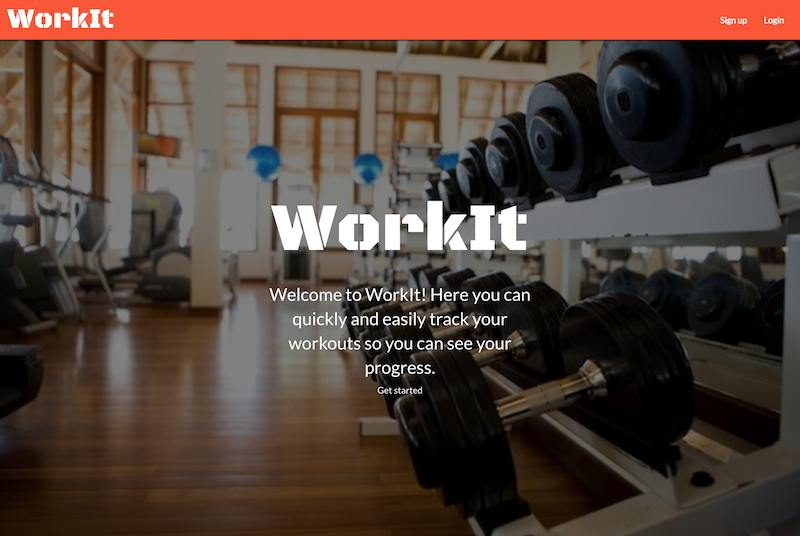 WorkIt
Sign up
Login
WorkIt
Welcome to WorkIt! Here you can
quickly and easily track your
workouts so you can see your
progress.
Get started